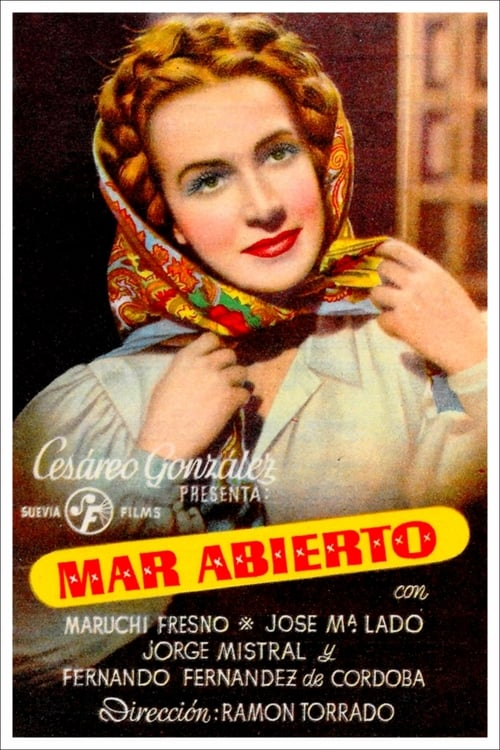 Cesáreo González
PRESENTA:
SUEVIA SF FILMS
MAR ABIERTO
con
MARUCHI FRESNO * JOSE Mª LADO
JORGE MISTRAL y
FERNANDO FERNANDEZ de CORDOBA
Dirección: RAMON TORRADO